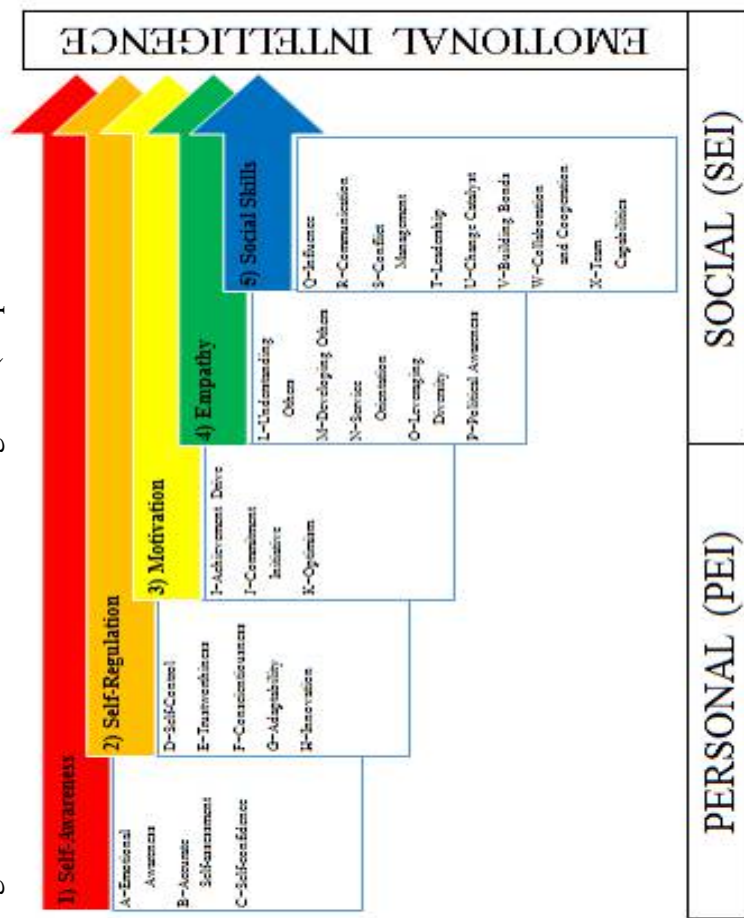 EMOTIONAL INTELLIGENCE
1) Self-Awareness
A-Emotional
Awareness
B-Accurate
Self-assessment
C-Self-confidence
2) Self-Regulation
D-Self-Control
E-Trustworthiness
F-Conscientiousness
G-Adaptability
H-Innovation
3) Motivation
I-Achievement Drive
J-Commitment
Initiative
K-Optimism
4) Empathy
L-Understanding
Others
M-Developing Others
N-Service
Orientation
O-Leveraging
Diversity
P-Political Awareness
5) Social Skills
Q-Influence
R-Communication
S-Conflict
Management
T-Leadership
U-Change Catalyst
V-Building Bonds
W-Collaboration
and Cooperation
X-Team
Capabilities
PERSONAL (PEI)
SOCIAL (SEI)